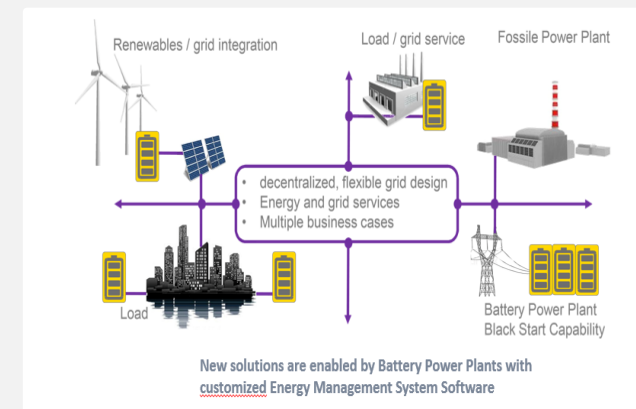 Renewables / grid integration
Load / grid service
Fossile Power Plant
• decentralized, flexible grid design
• Energy and grid services
• Multiple business cases
Load
Battery Power Plant
Black Start Capability
New solutions are enabled by Battery Power Plants with
customized Energy Management System Software